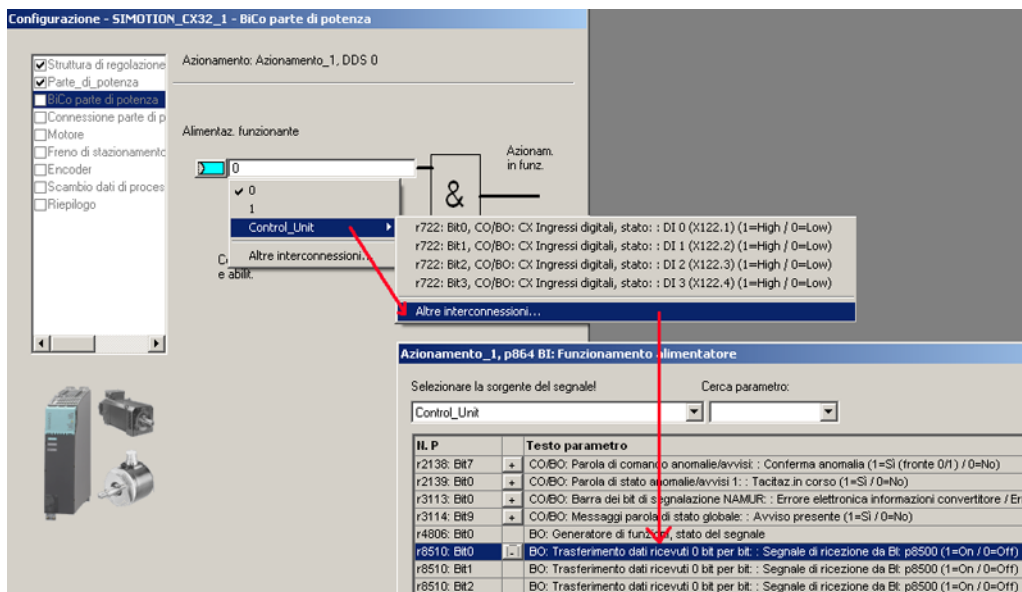 Configurazione - SIMOTION_CX32_1 - BiCo parte di potenza
Struttura di regolazione
Parte_di_potenza
BiCo parte di potenza
Connessione parte di p
Motore
Freno di stazionamento
Encoder
Scambio dati di proces
Riepilogo
Azionamento: Azionamento_1, DDS 0
Alimentaz. funzionante
0
Azionam.
in funz.
&
0
1
Control_Unit
Altre interconnessioni...
e abilit.
r722: Bit0, CO/BO: CX Ingressi digitali, stato: : DI 0 (X122.1) (1=High / 0=Low)
r722: Bit1, CO/BO: CX Ingressi digitali, stato: : DI 1 (X122.2) (1=High / 0=Low)
r722: Bit2, CO/BO: CX Ingressi digitali, stato: : DI 2 (X122.3) (1=High / 0=Low)
r722: Bit3, CO/BO: CX Ingressi digitali, stato: : DI 3 (X122.4) (1=High / 0=Low)
Altre interconnessioni...
Azionamento_1, p864 BI: Funzionamento alimentatore
Selezionare la sorgente del segnale!
Cerca parametro:
Control_Unit
N. P Testo parametro
r2138: Bit7 + CO/BO: Parola di comando anomalie/avvisi: : Conferma anomalia (1=Sì (fronte 0/1) / 0=No)
r2139: Bit0 + CO/BO: Parola di stato anomalie/avvisi 1: : Tacitaz.in corso (1=Sì / 0=No)
r3113: Bit0 + CO/BO: Barra dei bit di segnalazione NAMUR: : Errore elettronica informazioni convertitore / Er
r3114: Bit9 + CO/BO: Messaggi parola di stato globale: : Avviso presente (1=Sì / 0=No)
r4806: Bit0 BO: Generatore di funzioni, stato del segnale
r8510: Bit0 - BO: Trasferimento dati ricevuti 0 bit per bit: : Segnale di ricezione da BI: p8500 (1=On / 0=Off)
r8510: Bit1 BO: Trasferimento dati ricevuti 0 bit per bit: : Segnale di ricezione da BI: p8500 (1=On / 0=Off)
r8510: Bit2 BO: Trasferimento dati ricevuti 0 bit per bit: : Segnale di ricezione da BI: p8500 (1=On / 0=Off)